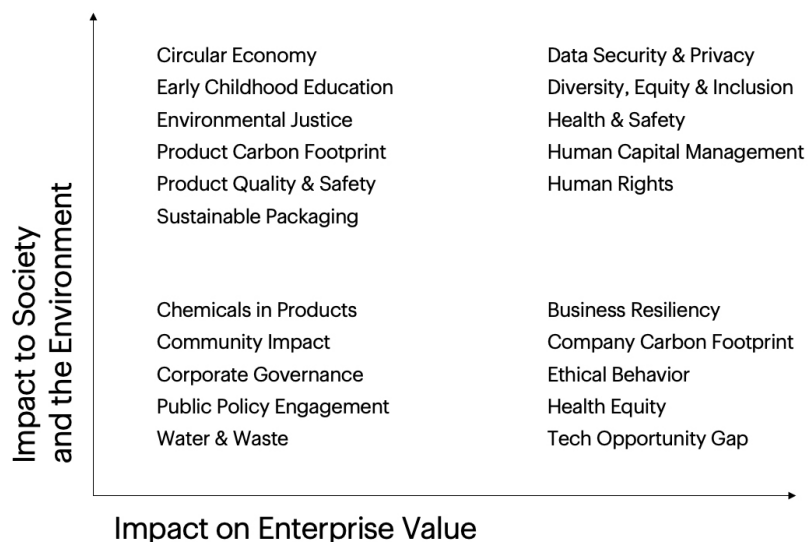 Impact to Society
and the Environment
Circular Economy
Early Childhood Education
Environmental Justice
Product Carbon Footprint
Product Quality & Safety
Sustainable Packaging
Data Security & Privacy
Diversity, Equity & Inclusion
Health & Safety
Human Capital Management
Human Rights
Chemicals in Products
Community Impact
Corporate Governance
Public Policy Engagement
Water & Waste
Business Resiliency
Company Carbon Footprint
Ethical Behavior
Health Equity
Tech Opportunity Gap
Impact on Enterprise Value